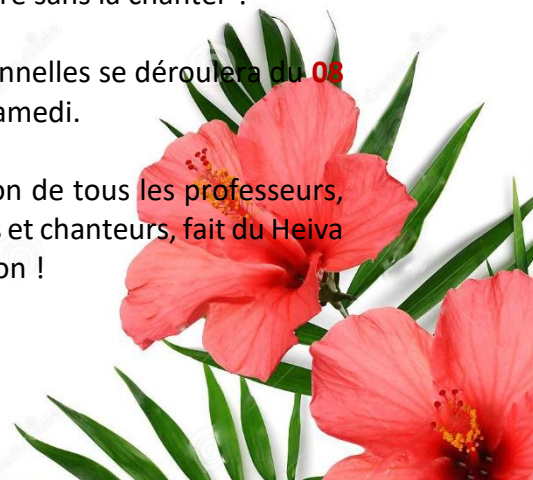 re sans la chanter !
nnelles se déroulera du 08
amedi.
on de tous les professeurs,
s et chanteurs, fait du Heiva
on !